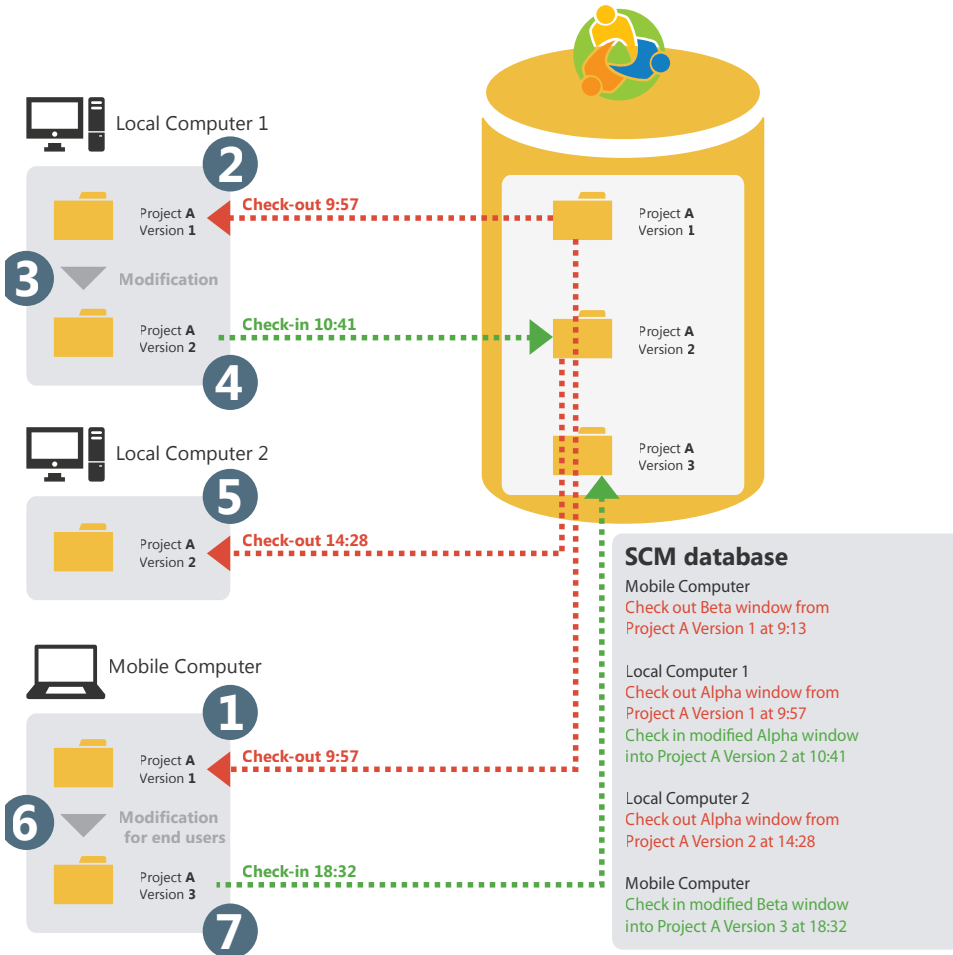 Local Computer 1
2
Project A
Version 1
Check-out 9:57
Project A
Version 1
3
Modification
Project A
Version 2
Check-in 10:41
Project A
Version 2
4
Local Computer 2
Project A
Version 3
5
Project A
Version 2
Check-out 14:28
Mobile Computer
1
Project A
Version 1
Check-out 9:57
6
Modification
for end users
Project A
Version 3
Check-in 18:32
7
SCM database
Mobile Computer
Check out Beta window from
Project A Version 1 at 9:13
Local Computer 1
Check out Alpha window from
Project A Version 1 at 9:57
Check in modified Alpha window
into Project A Version 2 at 10:41
Local Computer 2
Check out Alpha window from
Project A Version 2 at 14:28
Mobile Computer
Check in modified Beta window
into Project A Version 3 at 18:32